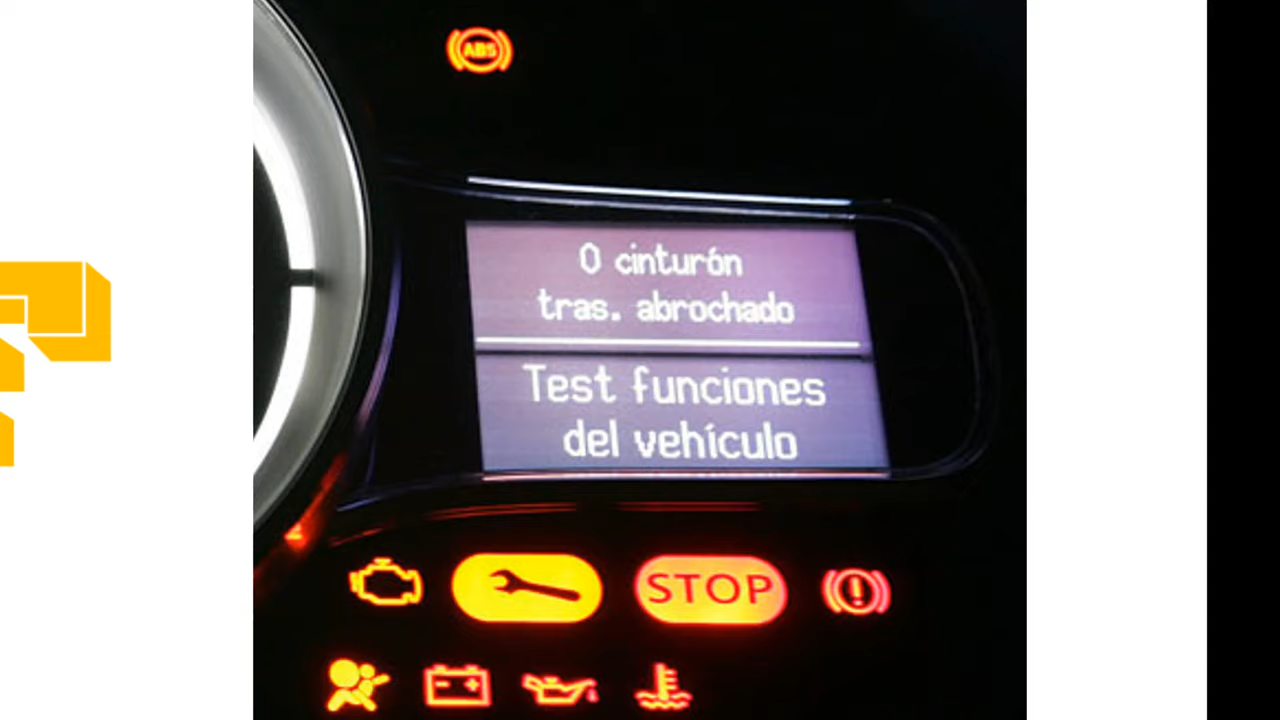 ABS
0 cinturón
tras. abrochado
Test funciones
del vehículo
STOP